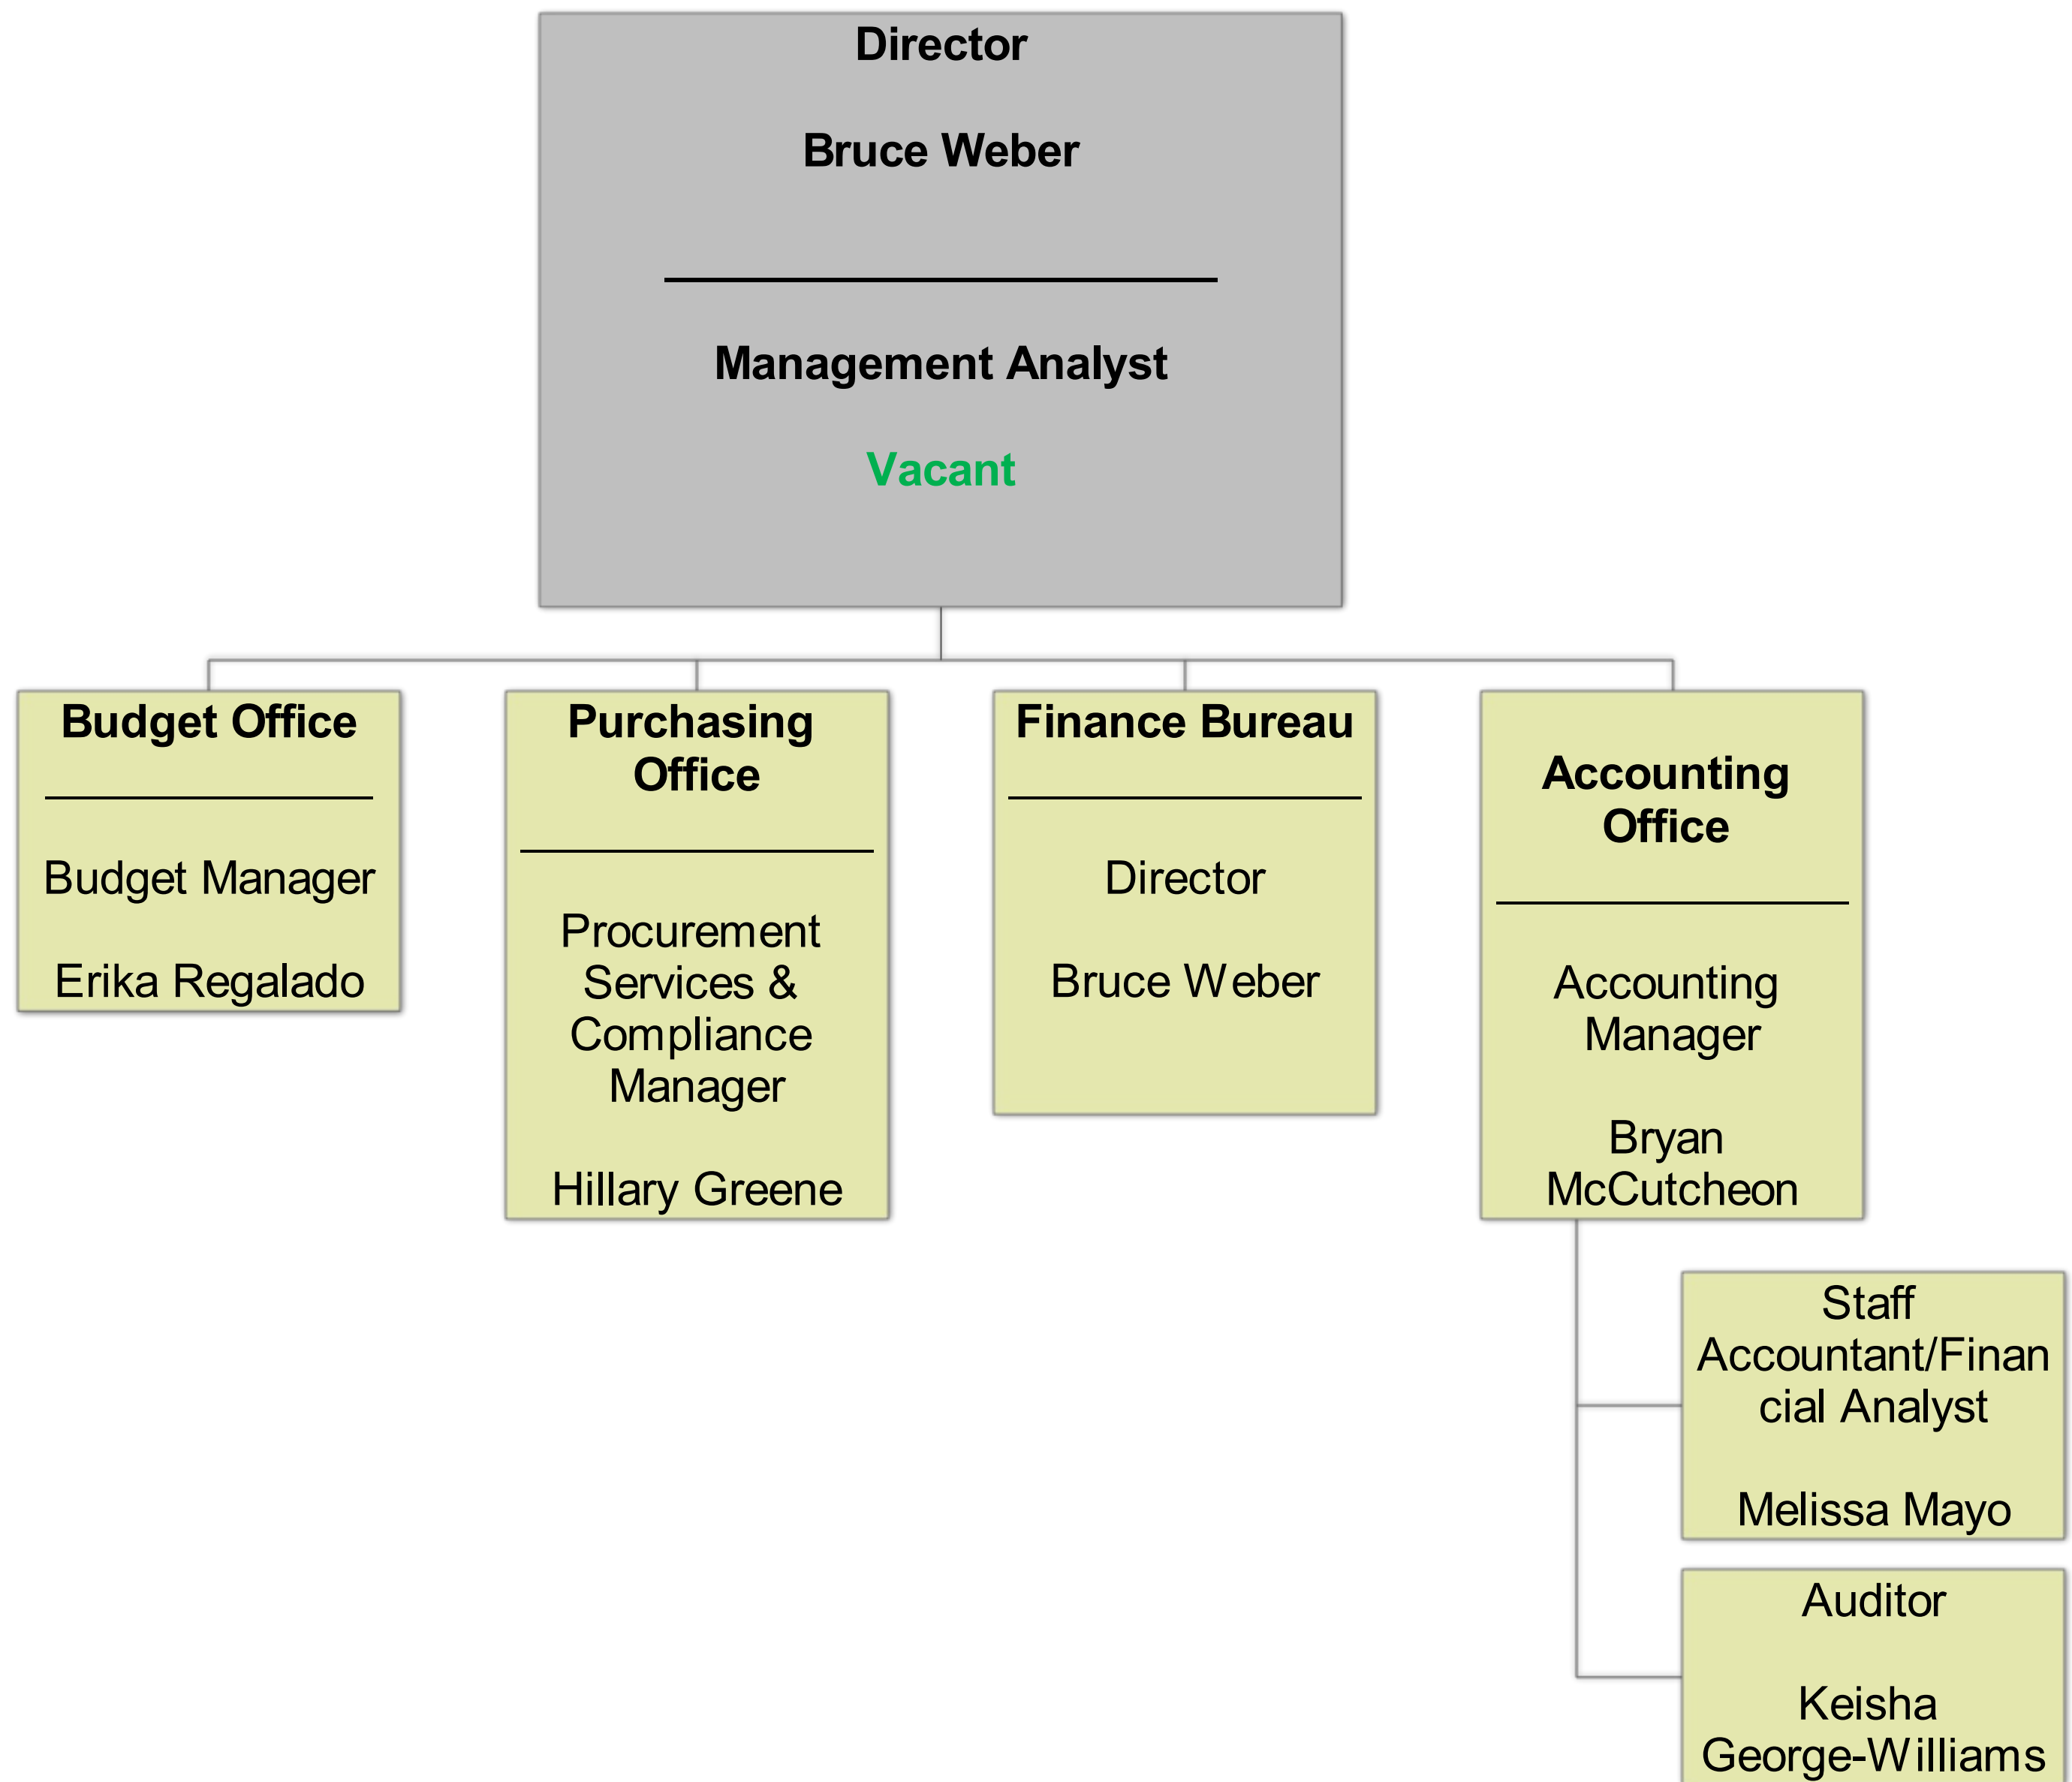 Director
Bruce Weber
Management Analyst
Vacant
Budget Office
Budget Manager
Erika Regalado
Purchasing
Office
Procurement
Services &
Compliance
Manager
Hillary Greene
Finance Bureau
Director
Bruce Weber
Accounting
Office
Accounting
Manager
Bryan
McCutcheon
Staff
Accountant/Finan
cial Analyst
Melissa Mayo
Auditor
Keisha
George-Williams